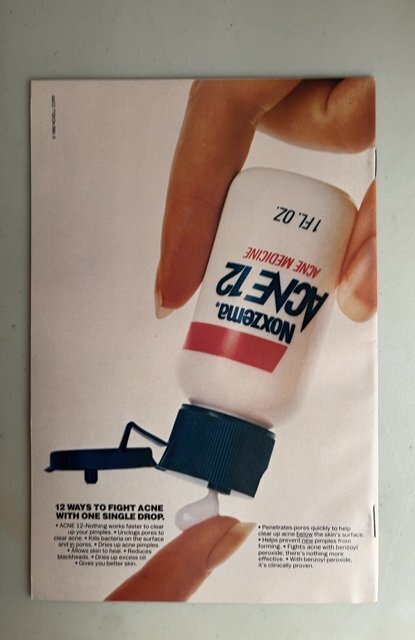 © 1983 NOXELL CORP.
1 FL. OZ.
ACNE MEDICINE
ACNE 12
Noxzema®
12 WAYS TO FIGHT ACNE
WITH ONE SINGLE DROP.
• ACNE 12-Nothing works faster to clear
up your pimples. • Unclogs pores to
clear acne. • Kills bacteria on the surface
and in pores. • Dries up acne pimples.
• Allows skin to heal. • Reduces
blackheads. • Dries up excess oil.
• Gives you better skin.
• Penetrates pores quickly to help
clear up acne below the skin's surface.
• Helps prevent new pimples from
forming. • Fights acne with benzoyl
peroxide, there's nothing more
effective. • With benzoyl peroxide,
it's clinically proven.